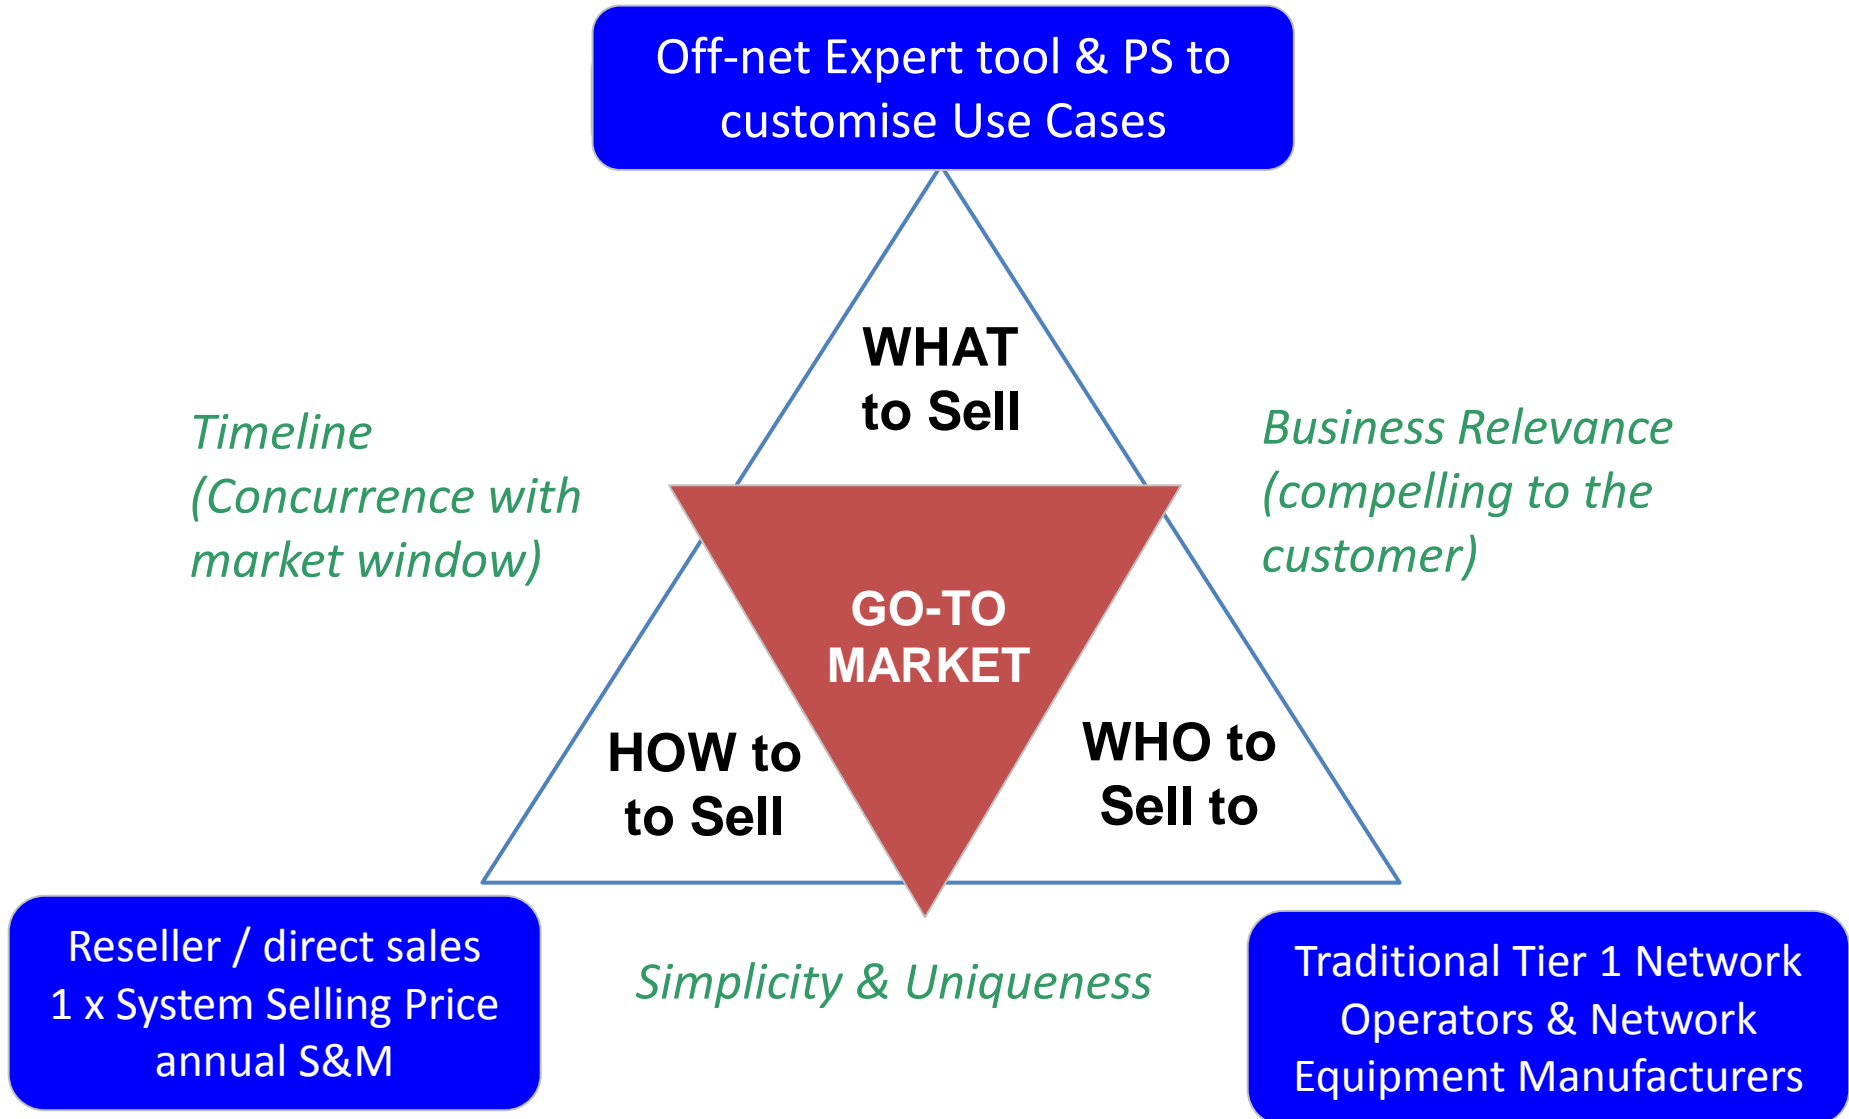 Off-net Expert tool & PS to
customise Use Cases
WHAT
to Sell
Timeline
(Concurrence with
market window)
Business Relevance
(compelling to the
customer)
GO-TO
MARKET
HOW to
to Sell
WHO to
Sell to
Reseller / direct sales
1 x System Selling Price
annual S&M
Simplicity & Uniqueness
Traditional Tier 1 Network
Operators & Network
Equipment Manufacturers